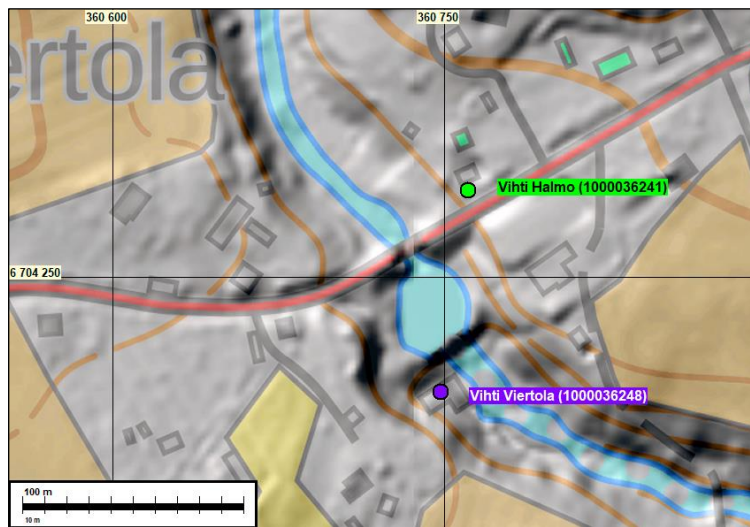 360 600
360 750
ertola
Vihti Halmo (1000036241)
6 704 250
Vihti Viertola (1000036248)
100 m
10 m